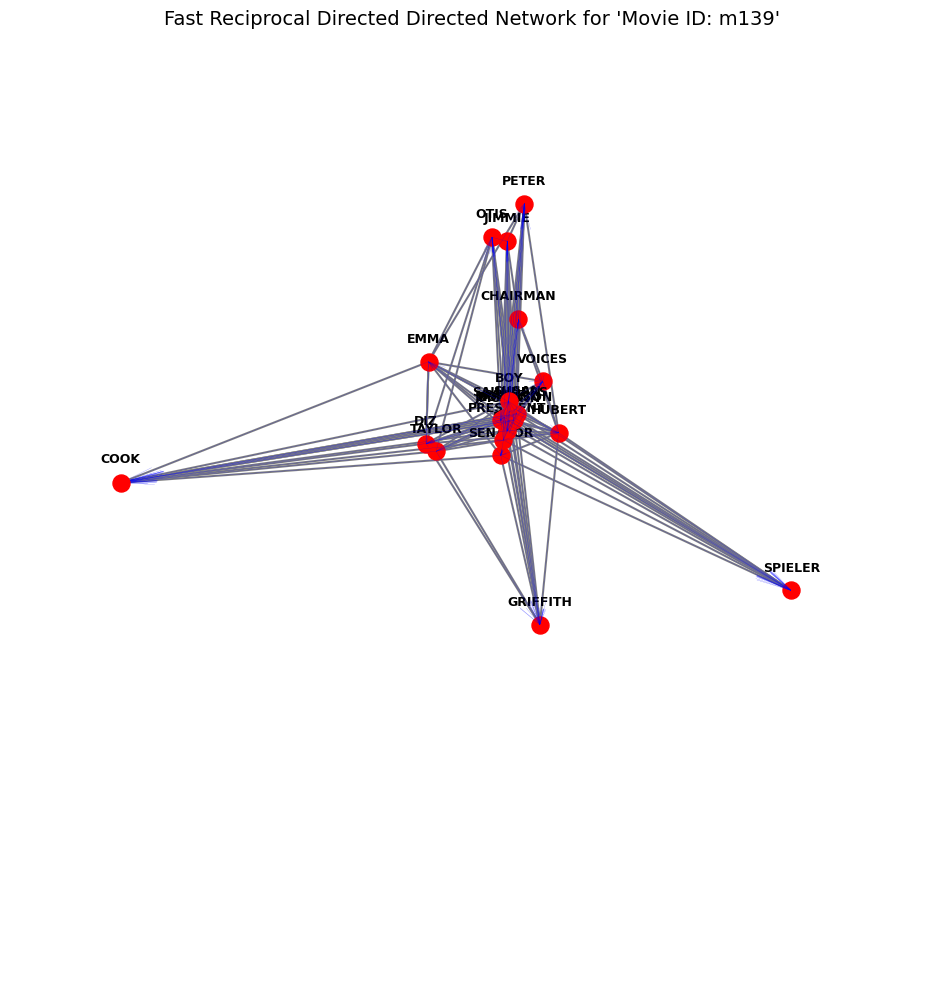 Fast Reciprocal Directed Directed Network for 'Movie ID: m139'
PETER
OTIS
JIMMIE
CHAIRMAN
VOICES
EMMA
BOY
HUBERT
PRESIDENT
DIZ
TAYLOR
SENATOR
COOK
SPIELER
GRIFFITH